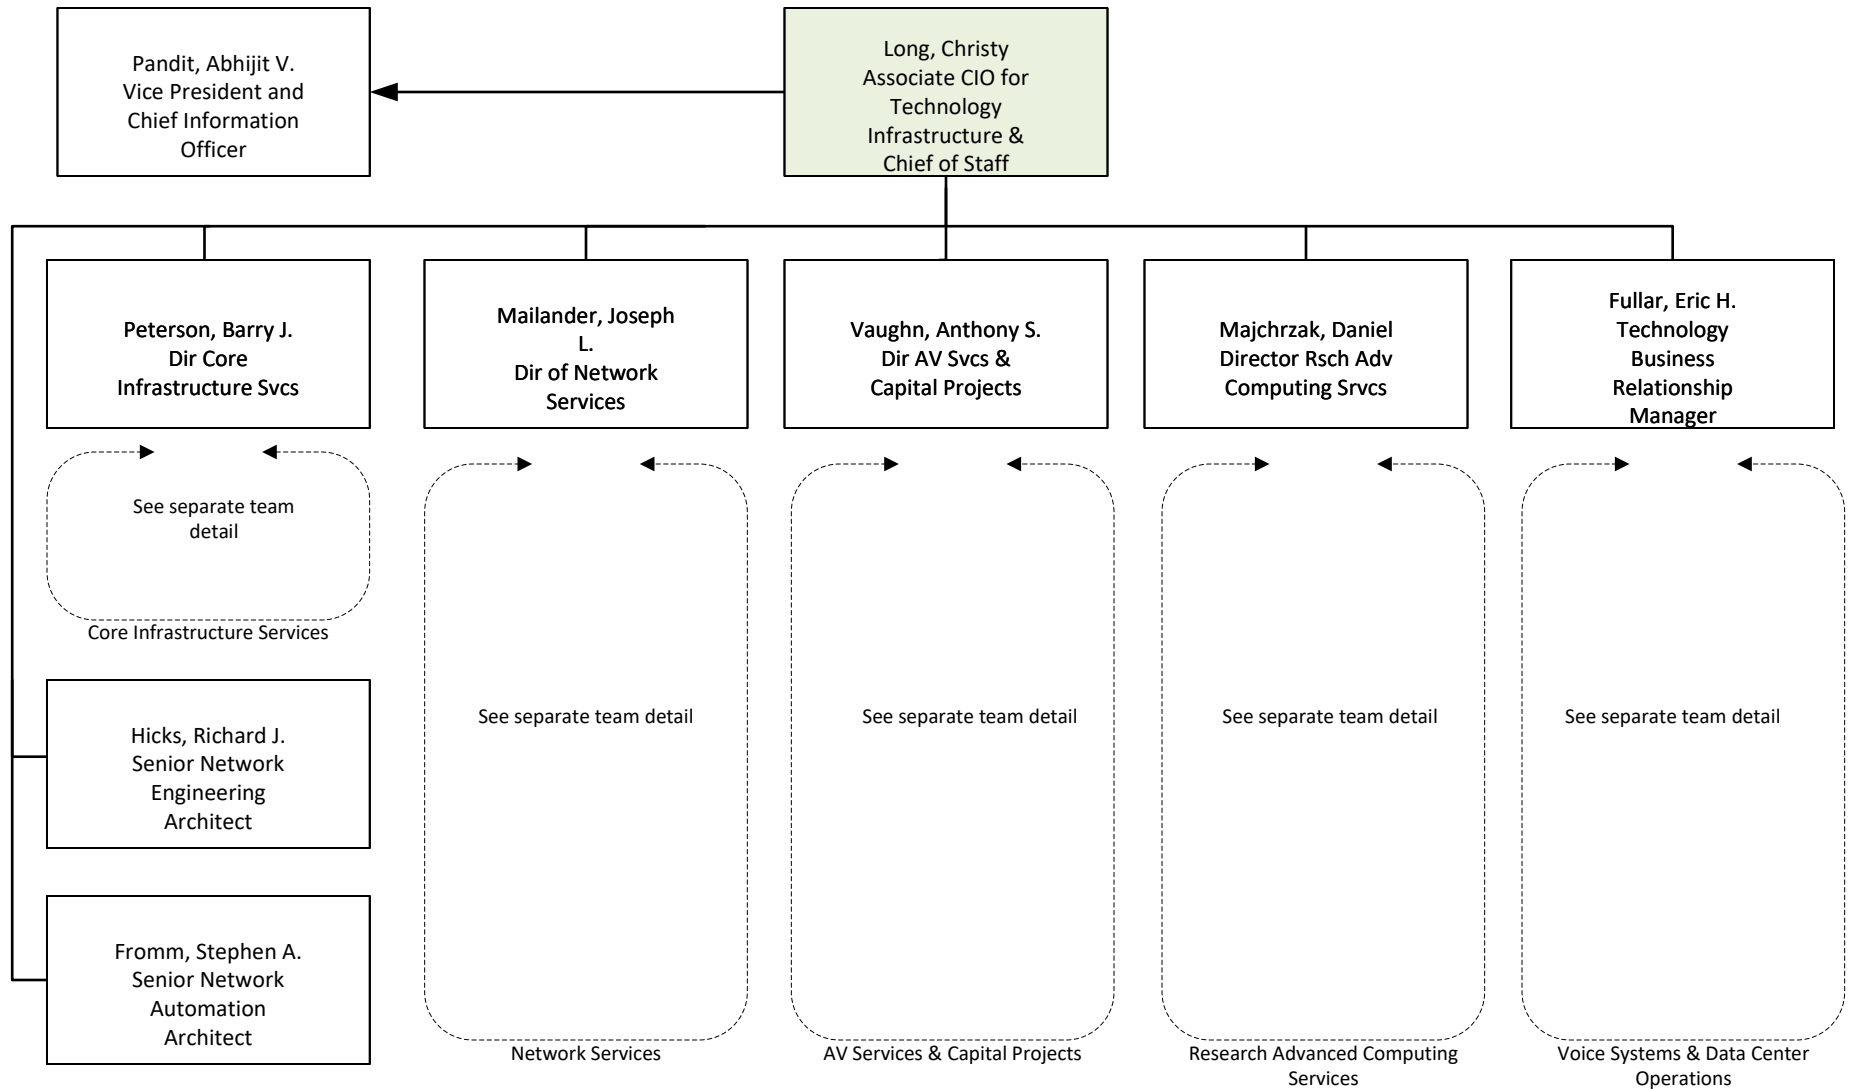 Pandit, Abhijit V.
Vice President and
Chief Information
Officer
Long, Christy
Associate CIO for
Technology
Infrastructure &
Chief of Staff
Peterson, Barry J.
Dir Core
Infrastructure Svcs
Mailander, Joseph
L.
Dir of Network
Services
Vaughn, Anthony S.
Dir AV Svcs &
Capital Projects
Majchrzak, Daniel
Director Rsch Adv
Computing Srvcs
Fullar, Eric H.
Technology
Business
Relationship
Manager
See separate team
detail
Core Infrastructure Services
Hicks, Richard J.
Senior Network
Engineering
Architect
Fromm, Stephen A.
Senior Network
Automation
Architect
See separate team detail
Network Services
See separate team detail
AV Services & Capital Projects
See separate team detail
Research Advanced Computing
Services
See separate team detail
Voice Systems & Data Center
Operations